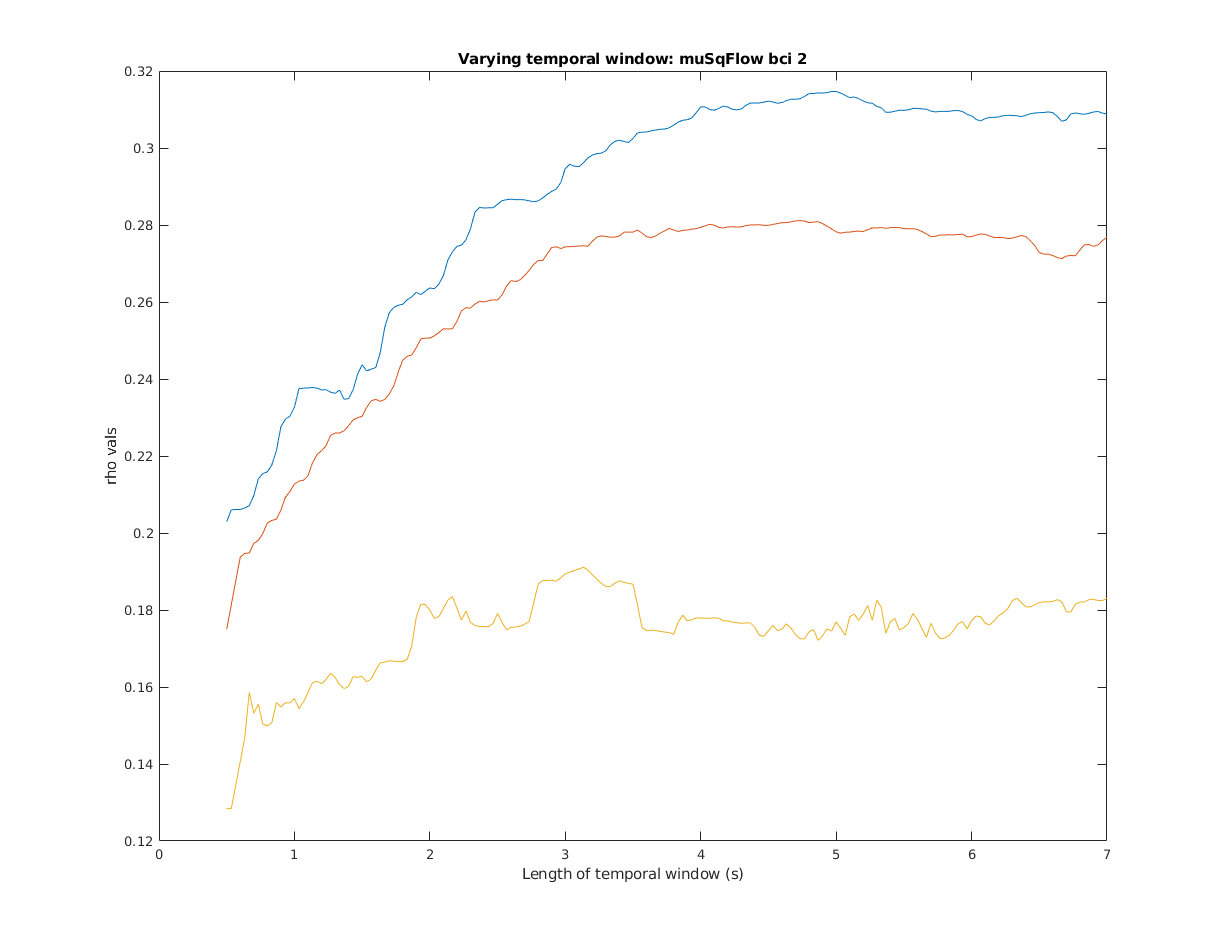 Varying temporal window: muSqFlow bci 2
0.32
0.3
0.28
0.26
0.24
0.22
0.2
0.18
0.16
0.14
0.12
rho vals
0 1 2 3 4 5 6 7
Length of temporal window (s)